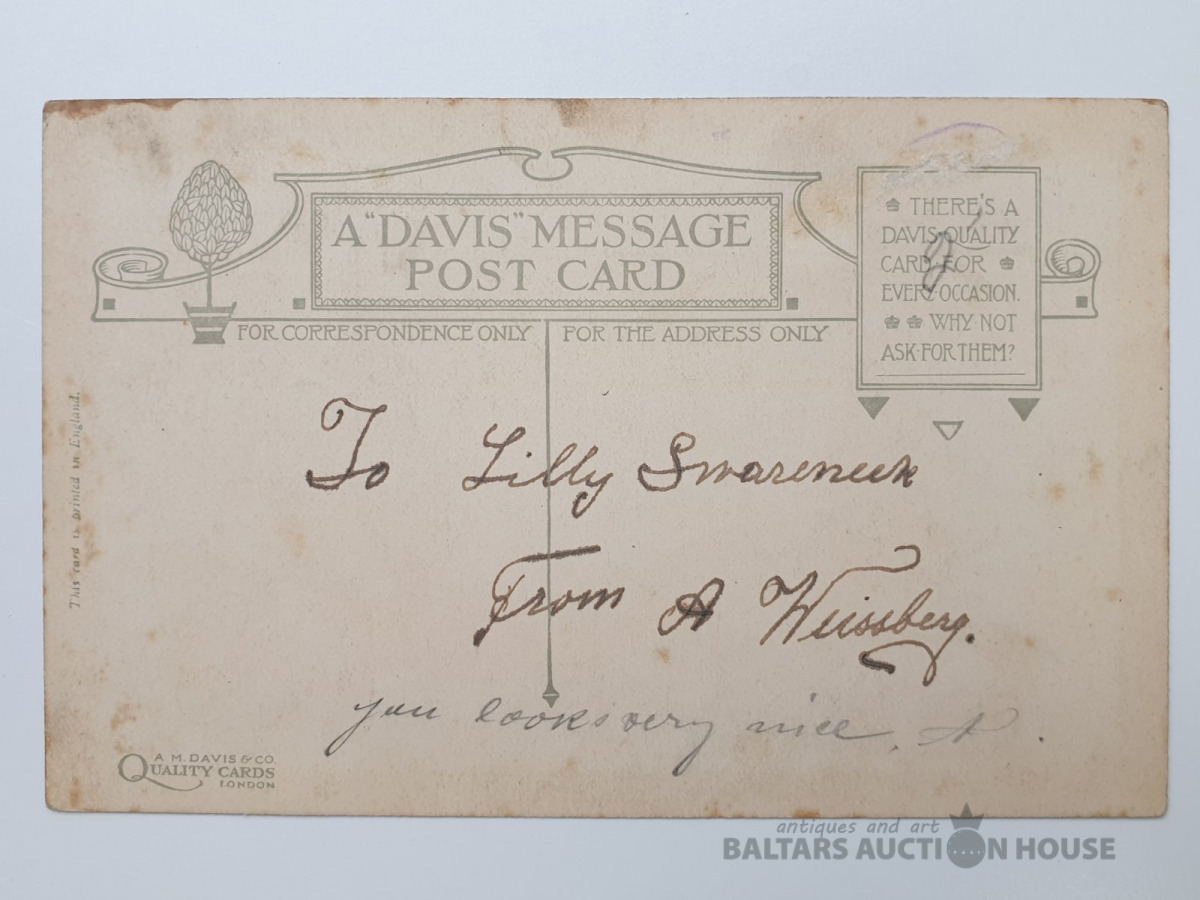 A "DAVIS" MESSAGE
POST CARD
FOR CORRESPONDENCE ONLY
FOR THE ADDRESS ONLY
THERE'S A
DAVIS·QUALITY
CARD·FOR
EVERY·OCCASION.
WHY·NOT
ASK·FOR THEM?
This card is printed in England.
To Lilly
From A Weissberg.
you looks very nice. A.
A. M. DAVIS & CO.
QUALITY CARDS
LONDON
antiques and art
BALTARS AUCTION HOUSE